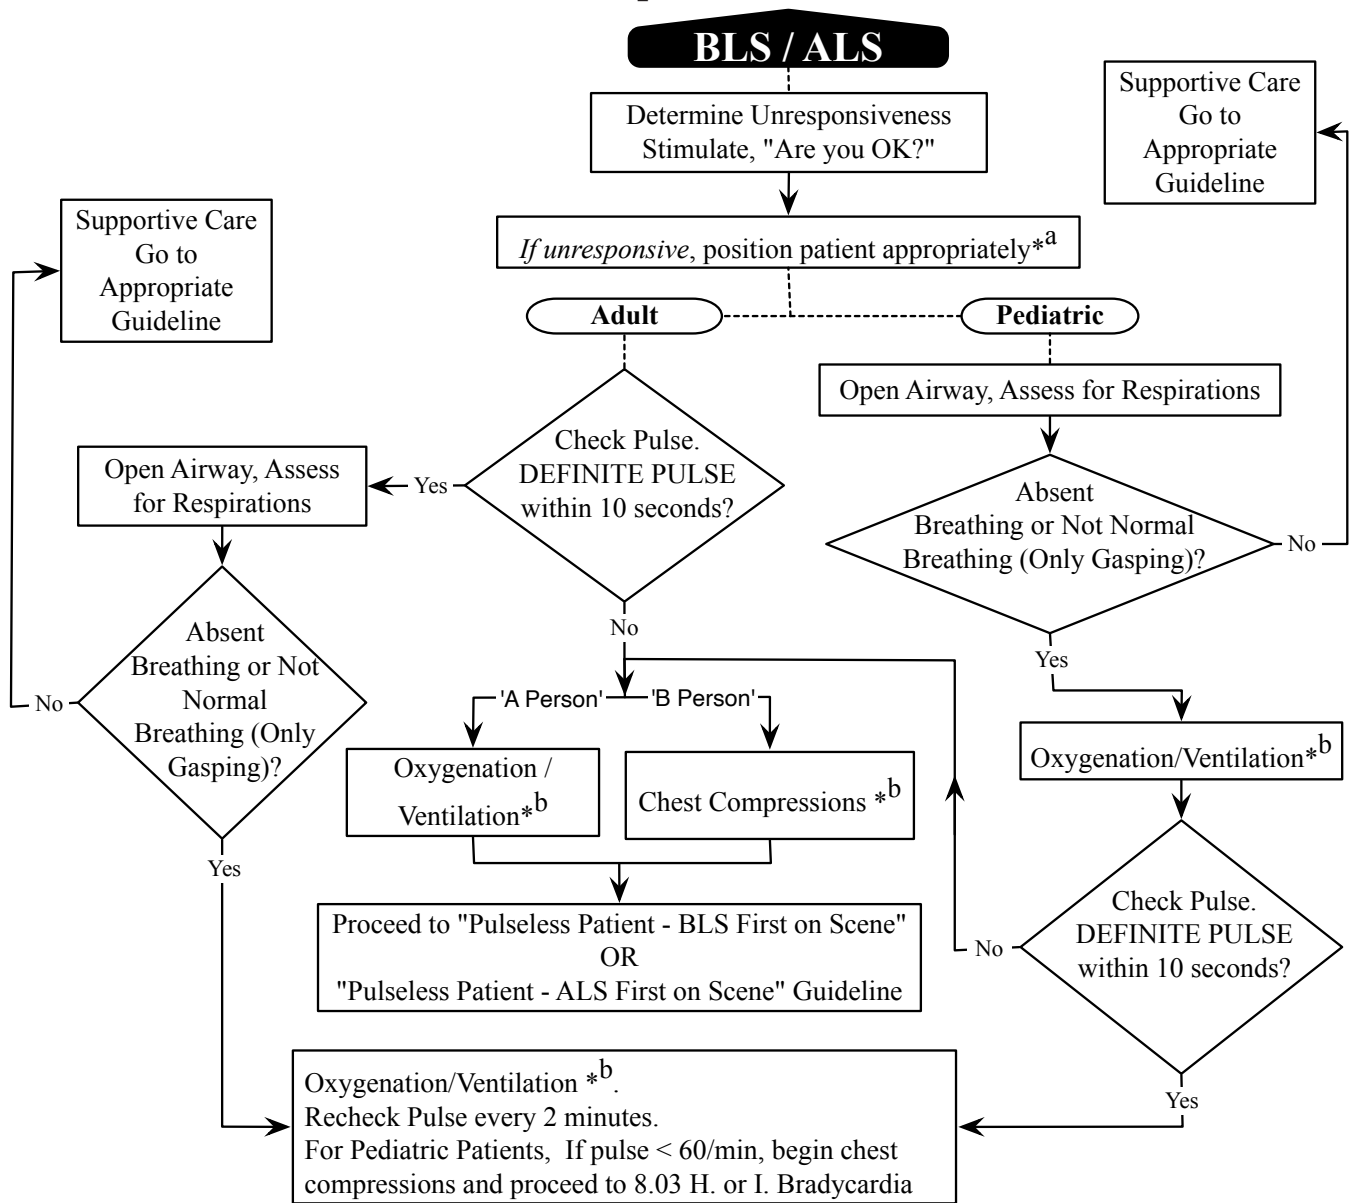 BLS / ALS
Determine Unresponsiveness
Stimulate, "Are you OK?"
If unresponsive, position patient appropriately*a
Supportive Care
Go to
Appropriate
Guideline
Supportive Care
Go to
Appropriate
Guideline
Adult
Pediatric
Open Airway, Assess for Respirations
Check Pulse.
DEFINITE PULSE
within 10 seconds?
Yes
Open Airway, Assess
for Respirations
Absent
Breathing or Not Normal
Breathing (Only Gasping)?
No
No
Yes
Absent
Breathing or Not
Normal
Breathing (Only
Gasping)?
No
Yes
'A Person'
'B Person'
Oxygenation /
Ventilation*b
Chest Compressions *b
Oxygenation/Ventilation*b
Check Pulse.
DEFINITE PULSE
within 10 seconds?
No
Yes
Proceed to "Pulseless Patient - BLS First on Scene"
OR
"Pulseless Patient - ALS First on Scene" Guideline
Oxygenation/Ventilation *b.
Recheck Pulse every 2 minutes.
For Pediatric Patients, If pulse < 60/min, begin chest
compressions and proceed to 8.03 H. or I. Bradycardia